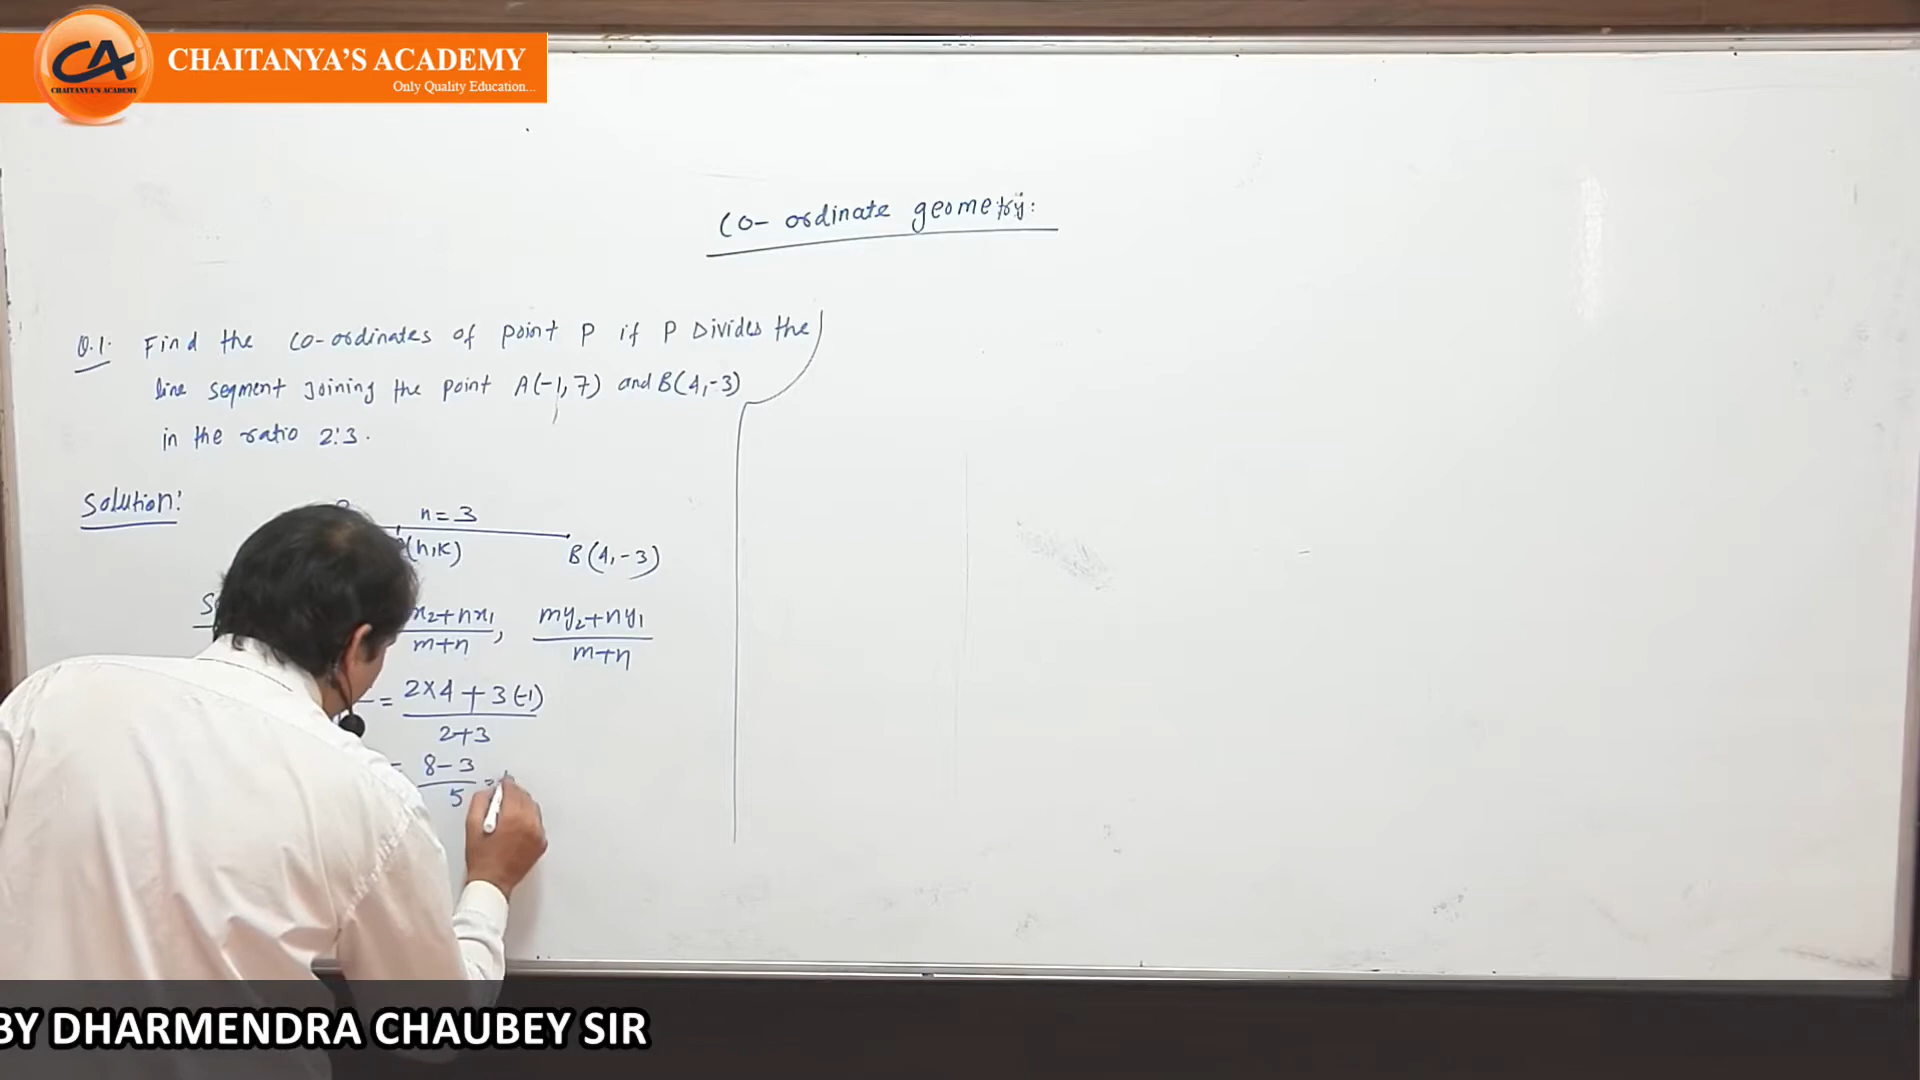 CA
CHAITANYA'S ACADEMY
CHAITANYA'S ACADEMY
Only Quality Education...
Co-ordinate geometry:
Q.1. Find the co-ordinates of point P if P Divides the
line segment Joining the point A(-1,7) and B(4,-3)
in the ratio 2:3.
Solution:
n=3
(h,k)
B(4,-3)
x₂+nx₁/m+n, my₂+ny₁/m+n
= 2×4+3(-1)/2+3
= 8-3/5 =
BY DHARMENDRA CHAUBEY SIR